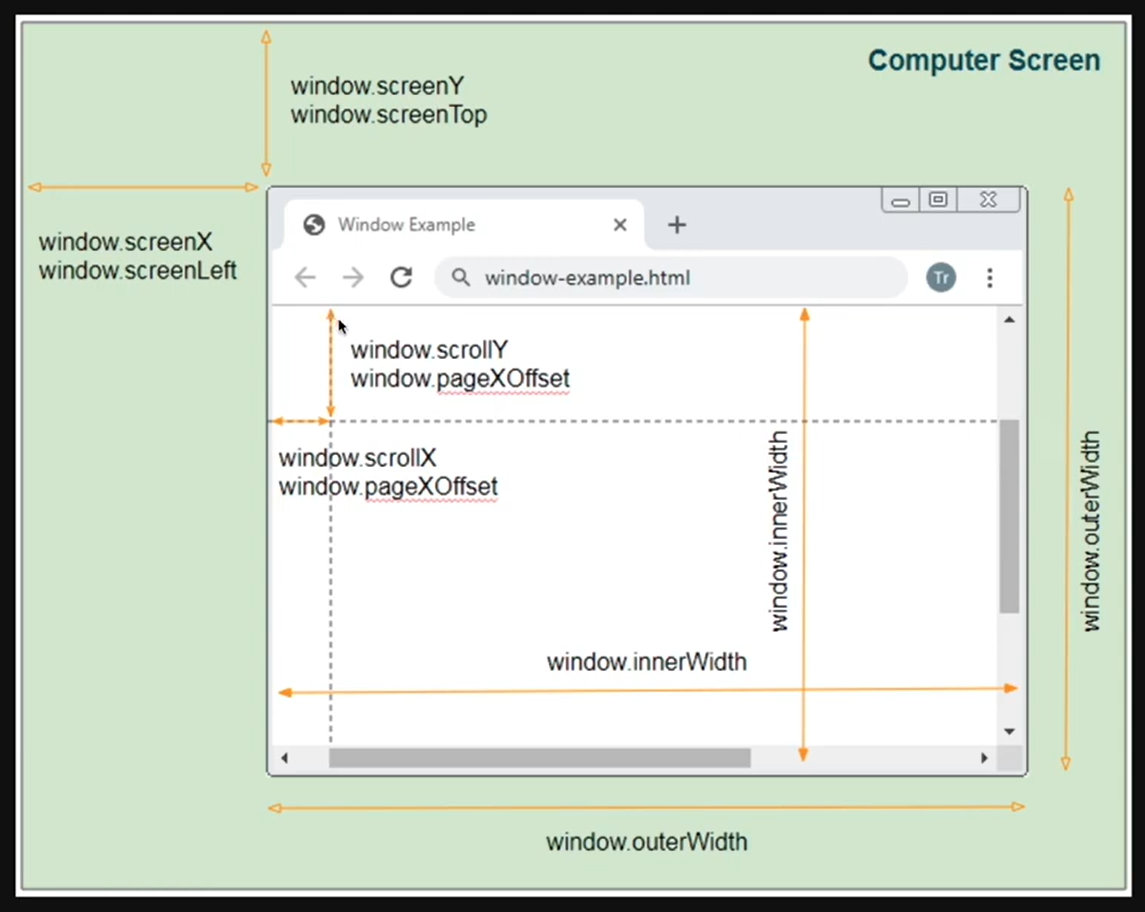 Computer Screen
window.screenY
window.screenTop
window.screenX
window.screenLeft
Window Example
window-example.html
Tr
window.scrollY
window.pageXOffset
window.scrollX
window.pageXOffset
window.innerWidth
window.outerWidth
window.innerWidth
window.outerWidth